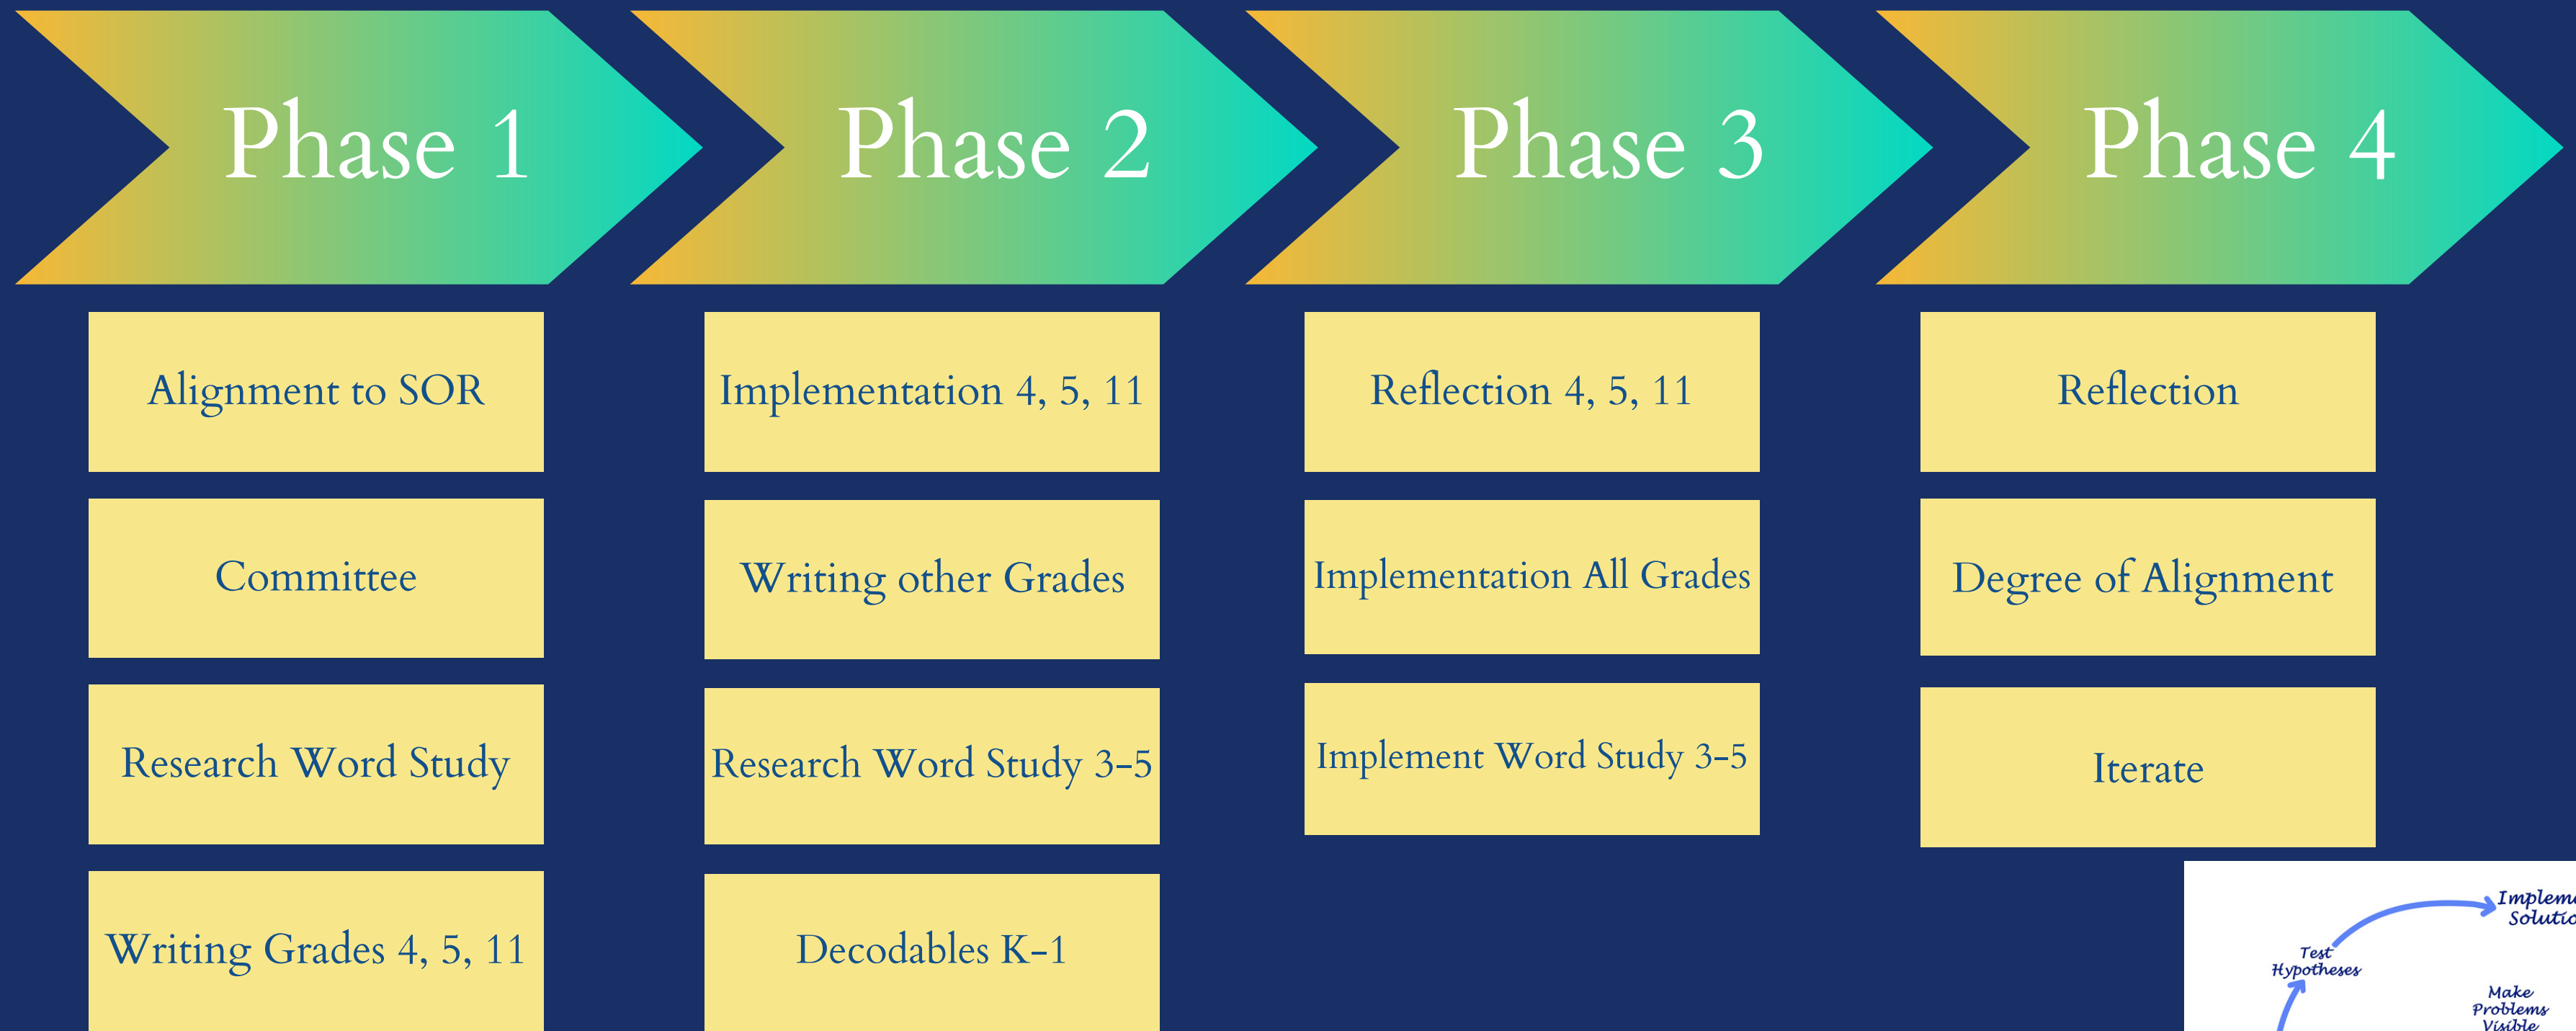 Phase 1
Phase 2
Phase 3
Phase 4
Alignment to SOR
Implementation 4, 5, 11
Reflection 4, 5, 11
Reflection
Committee
Writing other Grades
Implementation All Grades
Degree of Alignment
Research Word Study
Research Word Study 3-5
Implement Word Study 3-5
Iterate
Writing Grades 4, 5, 11
Decodables K-1
Test
Hypotheses
Make
Problems
Visible